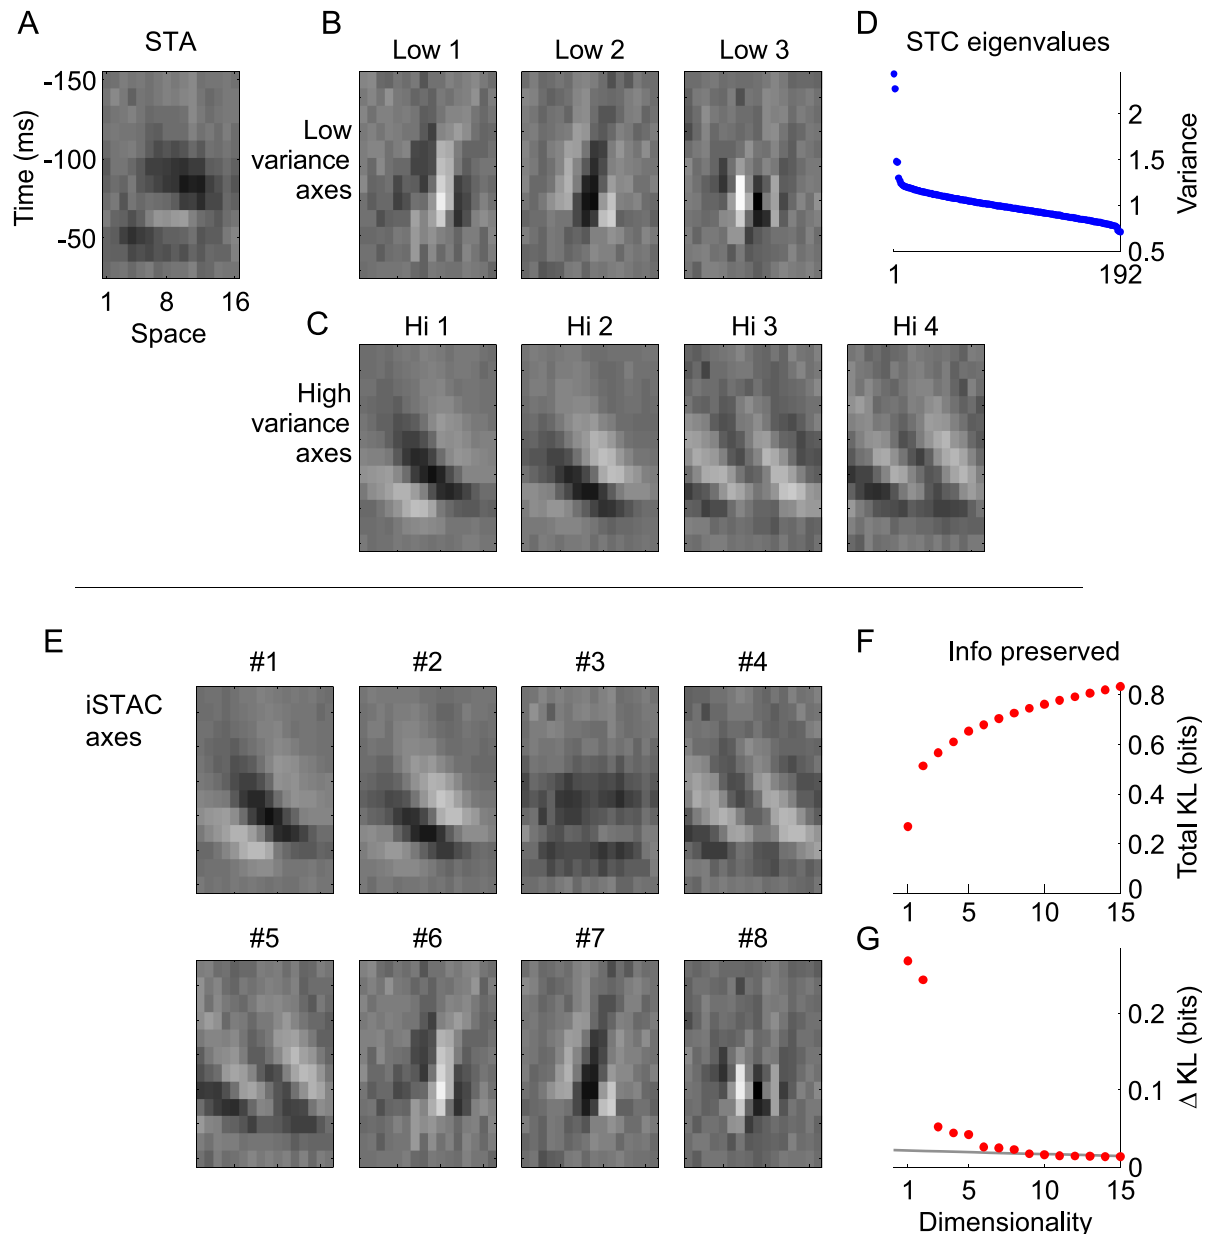 A
STA
-150
-100
-50
Time (ms)
1 8 16
Space
B
Low 1 Low 2 Low 3
Low
variance
axes
D
STC eigenvalues
2
1.5
1
0.5
Variance
1 192
C
Hi 1 Hi 2 Hi 3 Hi 4
High
variance
axes
E
iSTAC
axes
#1 #2 #3 #4
#5 #6 #7 #8
F
Info preserved
0.8
0.6
0.4
0.2
0
Total KL (bits)
1 5 10 15
G
0.2
0.1
0
Δ KL (bits)
1 5 10 15
Dimensionality